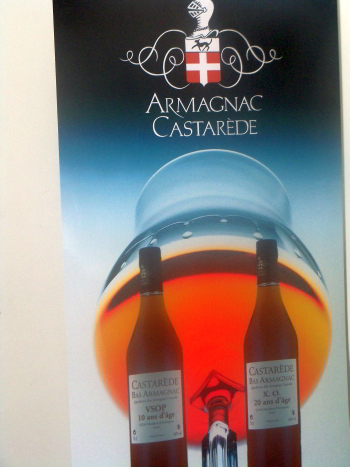 ARMAGNAC
CASTARÈDE
CASTARÈDE
BAS ARMAGNAC
VSOP
10 ans d'âge
CASTARÈDE
BAS ARMAGNAC
X. O.
20 ans d'âge